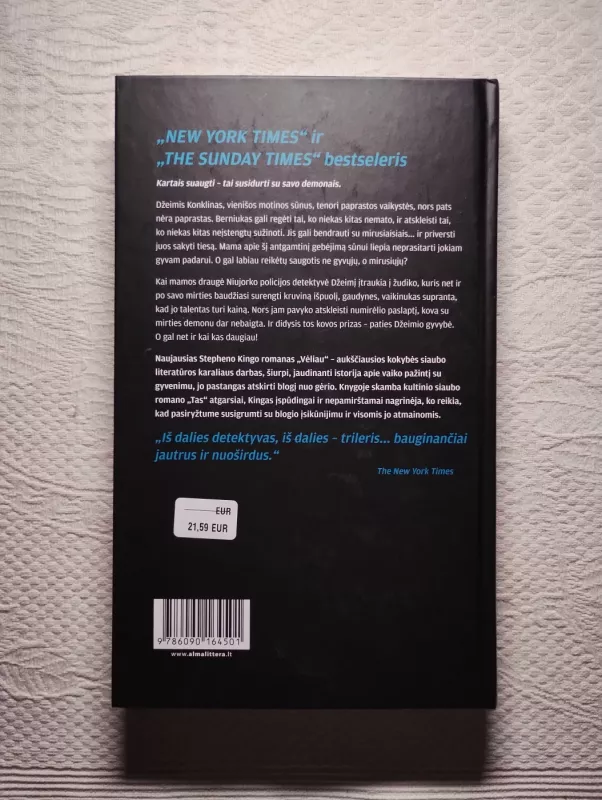 „NEW YORK TIMES“ ir
„THE SUNDAY TIMES“ bestseleris
Kartais suaugti – tai susidurti su savo demonais.
Džeimis Konklinas, vienišos motinos sūnus, tenori paprastos vaikystės, nors pats
nėra paprastas. Berniukas gali regėti tai, ko niekas kitas nemato, ir atskleisti tai,
ko niekas kitas neįstengtų sužinoti. Jis gali bendrauti su mirusiaisiais... ir priversti
juos sakyti tiesą. Mama apie šį antgamtinį gebėjimą sūnui liepia neprasitarti jokiam
gyvam padarui. O gal labiau reikėtų saugotis ne gyvųjų, o mirusiųjų?
Kai mamos draugė Niujorko policijos detektyvė Džeimį įtraukia į žudiko, kuris net ir
po savo mirties baudžiasi surengti kruviną išpuolį, gaudynes, vaikinukas supranta,
kad jo talentas turi kainą. Nors jam pavyko atskleisti numirėlio paslaptį, kova su
mirties demonu dar nebaigta. Ir didysis tos kovos prizas – paties Džeimio gyvybė.
O gal net ir kai kas daugiau!
Naujausias Stepheno Kingo romanas „Vėliau“ – aukščiausios kokybės siaubo
literatūros karaliaus darbas, šiurpi, jaudinanti istorija apie vaiko pažintį su
gyvenimu, jo pastangas atskirti blogį nuo gėrio. Knygoje skamba kultinio siaubo
romano „Tas“ atgarsiai, Kingas įspūdingai ir nepamirštamai nagrinėja, ko reikia,
kad pasiryžtume susigrumti su blogio įsikūnijimu ir visomis jo atmainomis.
„Iš dalies detektyvas, iš dalies – trileris... bauginančiai
jautrus ir nuoširdus.“
The New York Times
EUR
21,59 EUR
9 786090 164501
www.almalittera.lt